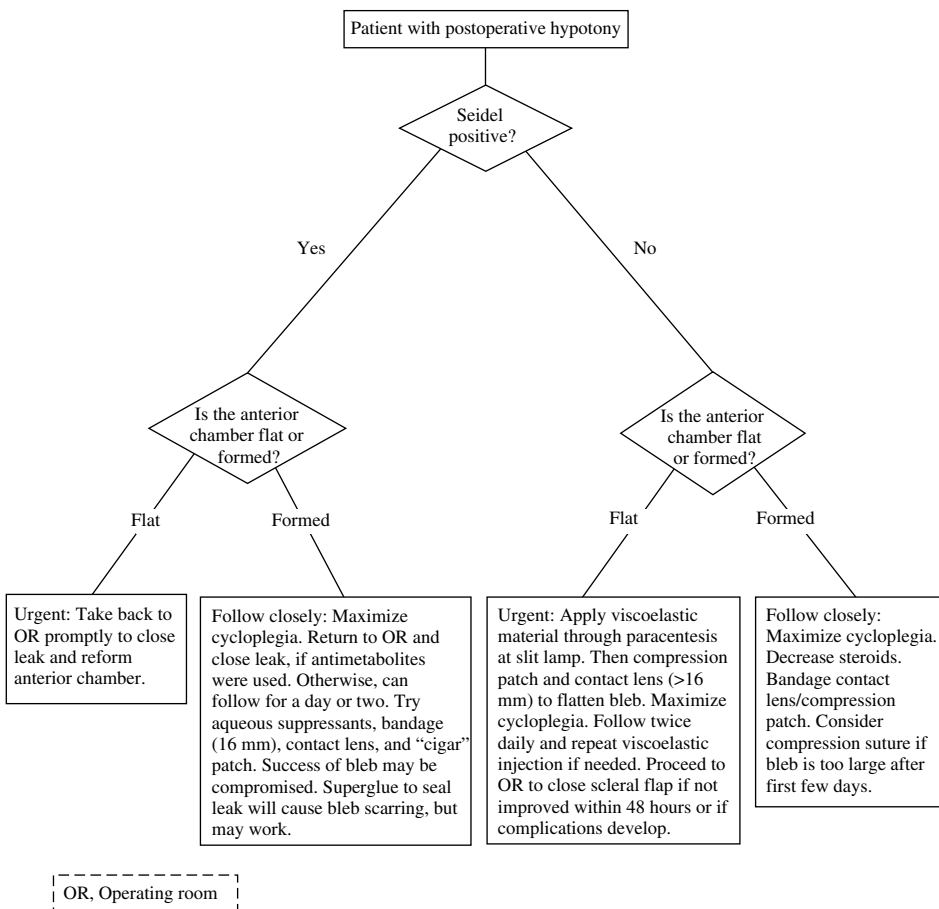 Patient with postoperative hypotony
Seidel
positive?
Yes
No
Is the anterior
chamber flat or
formed?
Is the anterior
chamber flat
or formed?
Flat
Formed
Flat
Formed
Urgent: Take back to
OR promptly to close
leak and reform
anterior chamber.
Follow closely: Maximize
cycloplegia. Return to OR and
close leak, if antimetabolites
were used. Otherwise, can
follow for a day or two. Try
aqueous suppressants, bandage
(16 mm), contact lens, and “cigar”
patch. Success of bleb may be
compromised. Superglue to seal
leak will cause bleb scarring, but
may work.
Urgent: Apply viscoelastic
material through paracentesis
at slit lamp. Then compression
patch and contact lens (>16
mm) to flatten bleb. Maximize
cycloplegia. Follow twice
daily and repeat viscoelastic
injection if needed. Proceed to
OR to close scleral flap if not
improved within 48 hours or if
complications develop.
Follow closely:
Maximize cycloplegia.
Decrease steroids.
Bandage contact
lens/compression
patch. Consider
compression suture if
bleb is too large after
first few days.
OR, Operating room